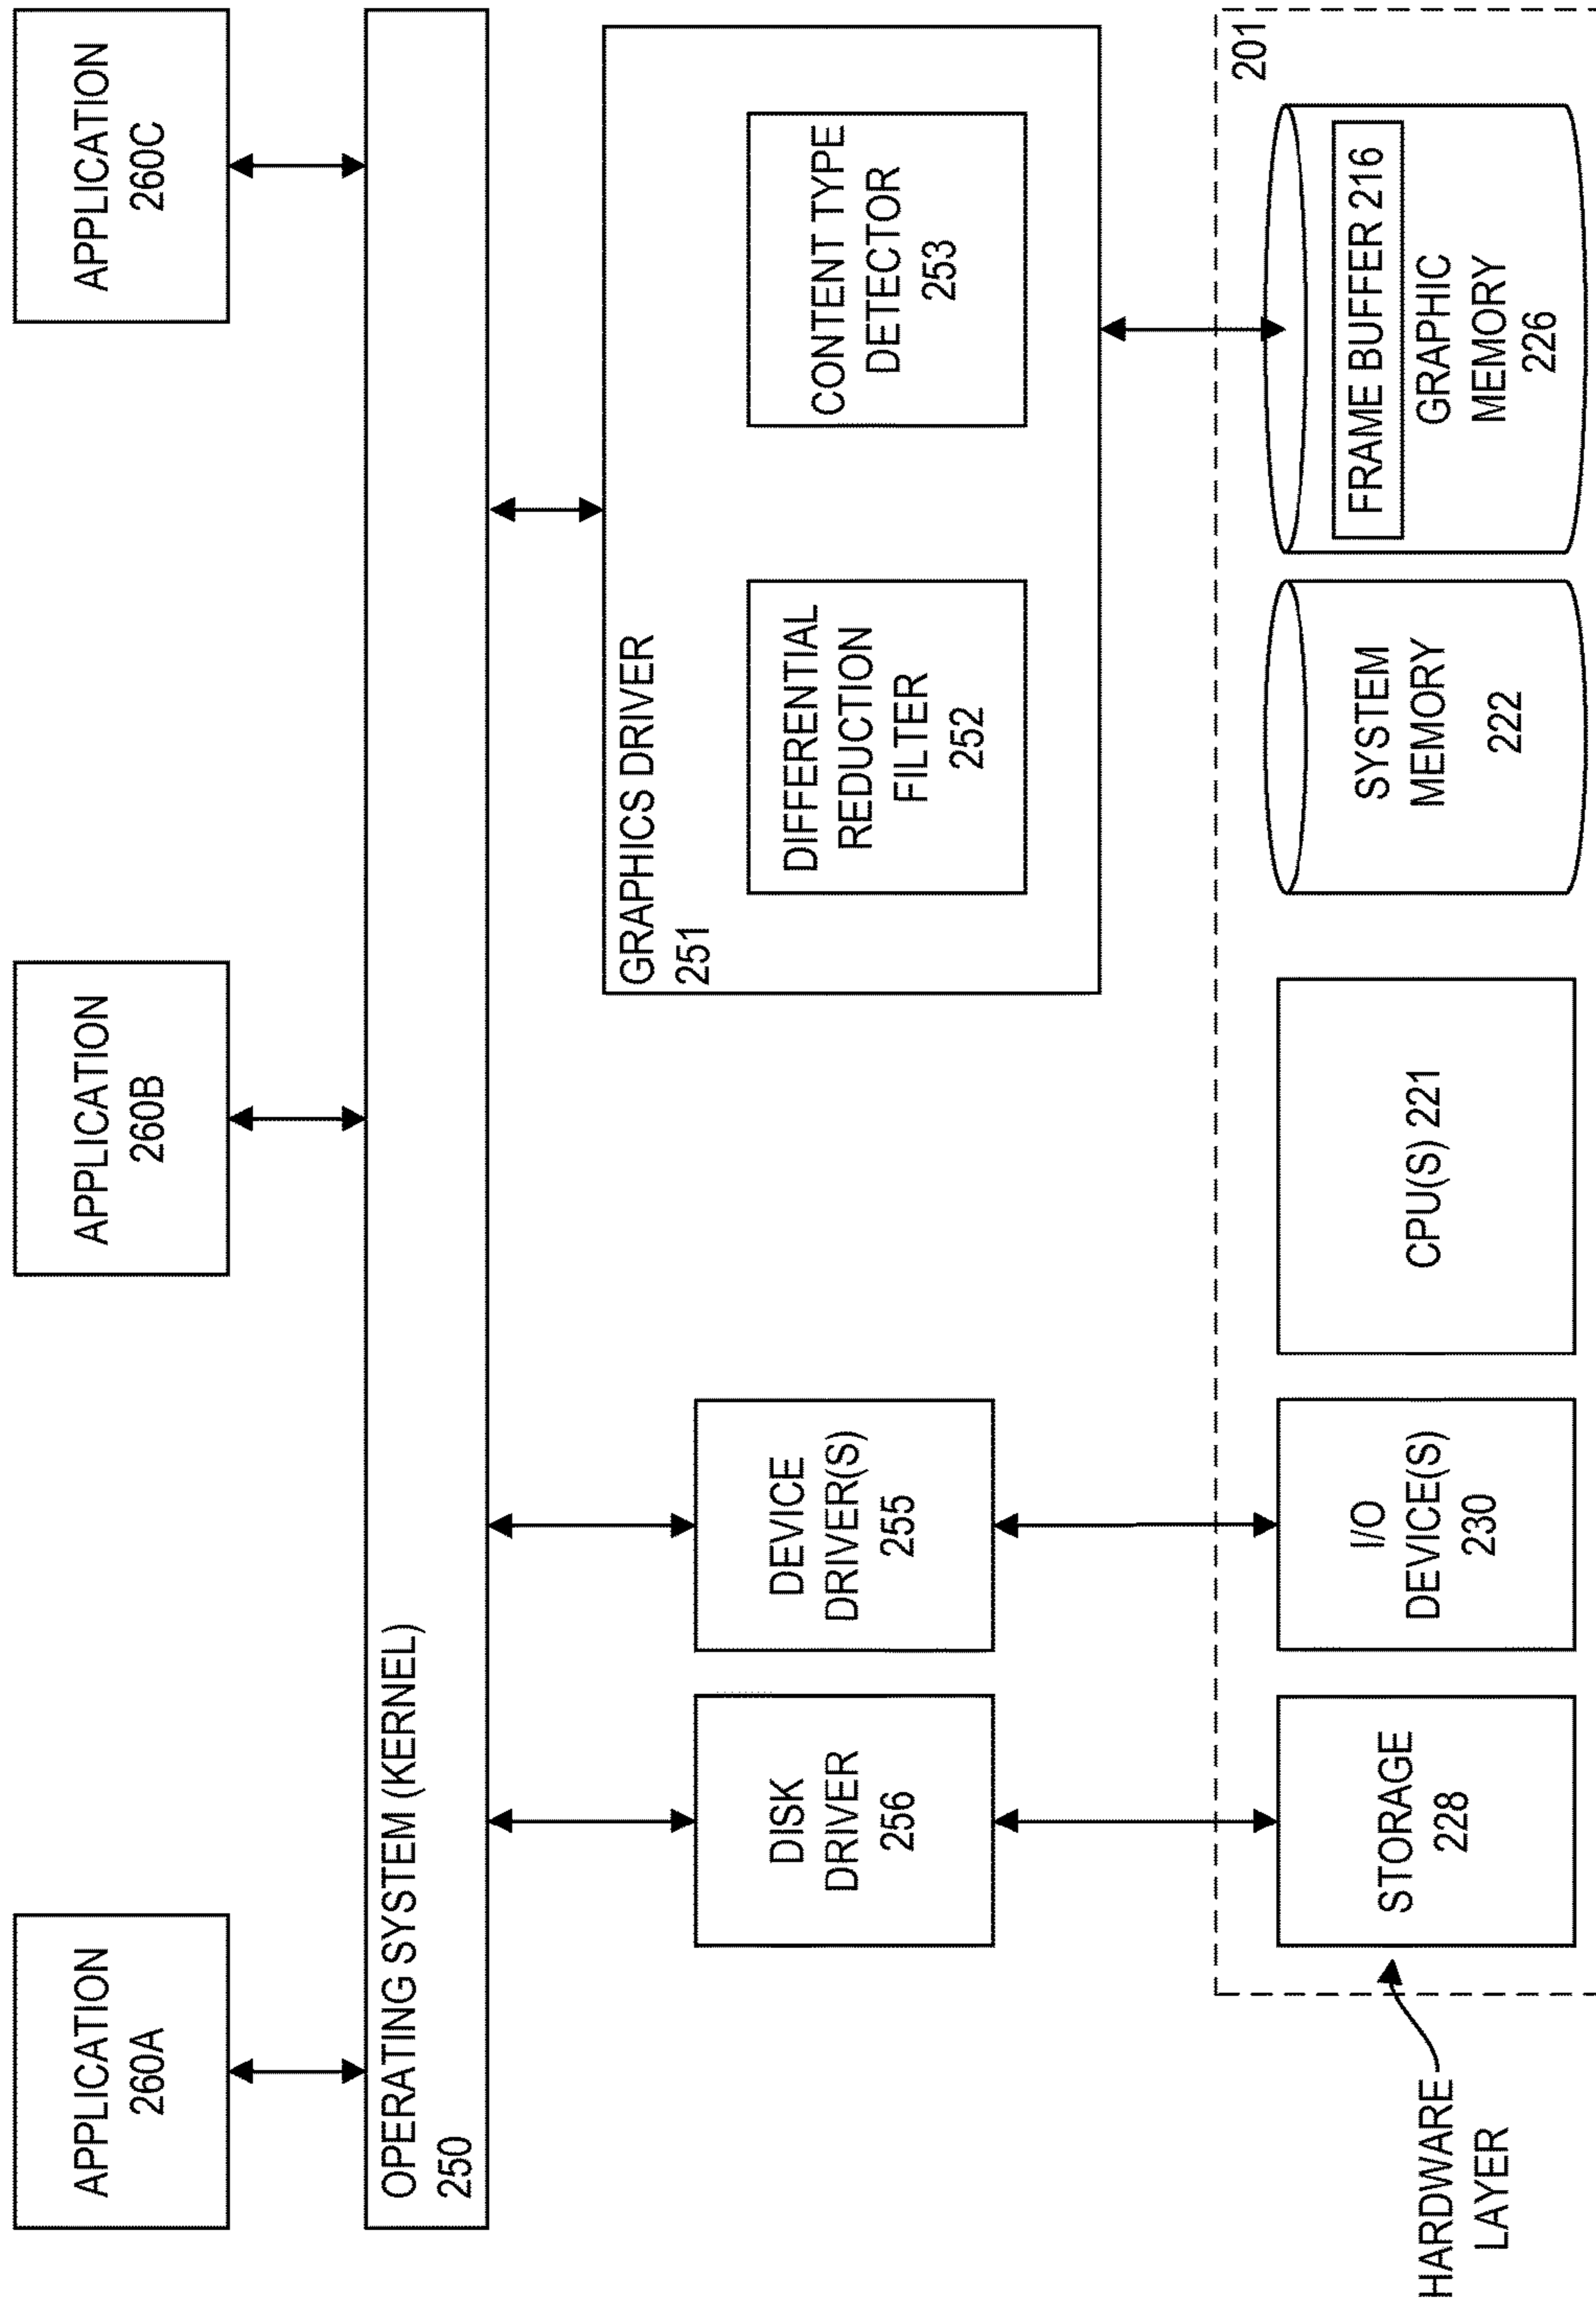 APPLICATION
260A
APPLICATION
260B
APPLICATION
260C
OPERATING SYSTEM (KERNEL)
250
GRAPHICS DRIVER
251
DISK
DRIVER
256
DEVICE
DRIVER(S)
255
DIFFERENTIAL
REDUCTION
FILTER
252
CONTENT TYPE
DETECTOR
253
201
HARDWARE
LAYER
STORAGE
228
I/O
DEVICE(S)
230
CPU(S) 221
SYSTEM
MEMORY
222
FRAME BUFFER 216
GRAPHIC
MEMORY
226